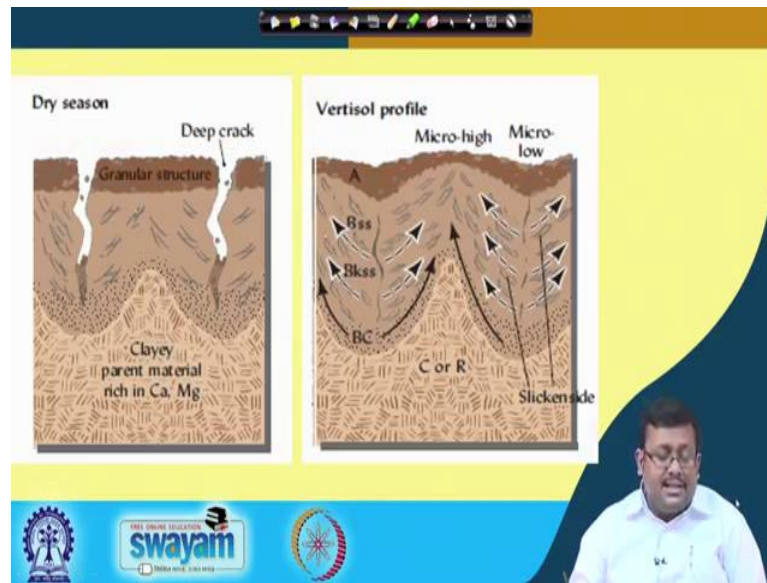 Dry season
Deep crack
Granular structure
Clayey
parent material
rich in Ca, Mg
Vertisol profile
Micro-high
Micro-
low
A
Bss
Bkss
BC
C or R
Slickenside
FREE ONLINE EDUCATION
swayam